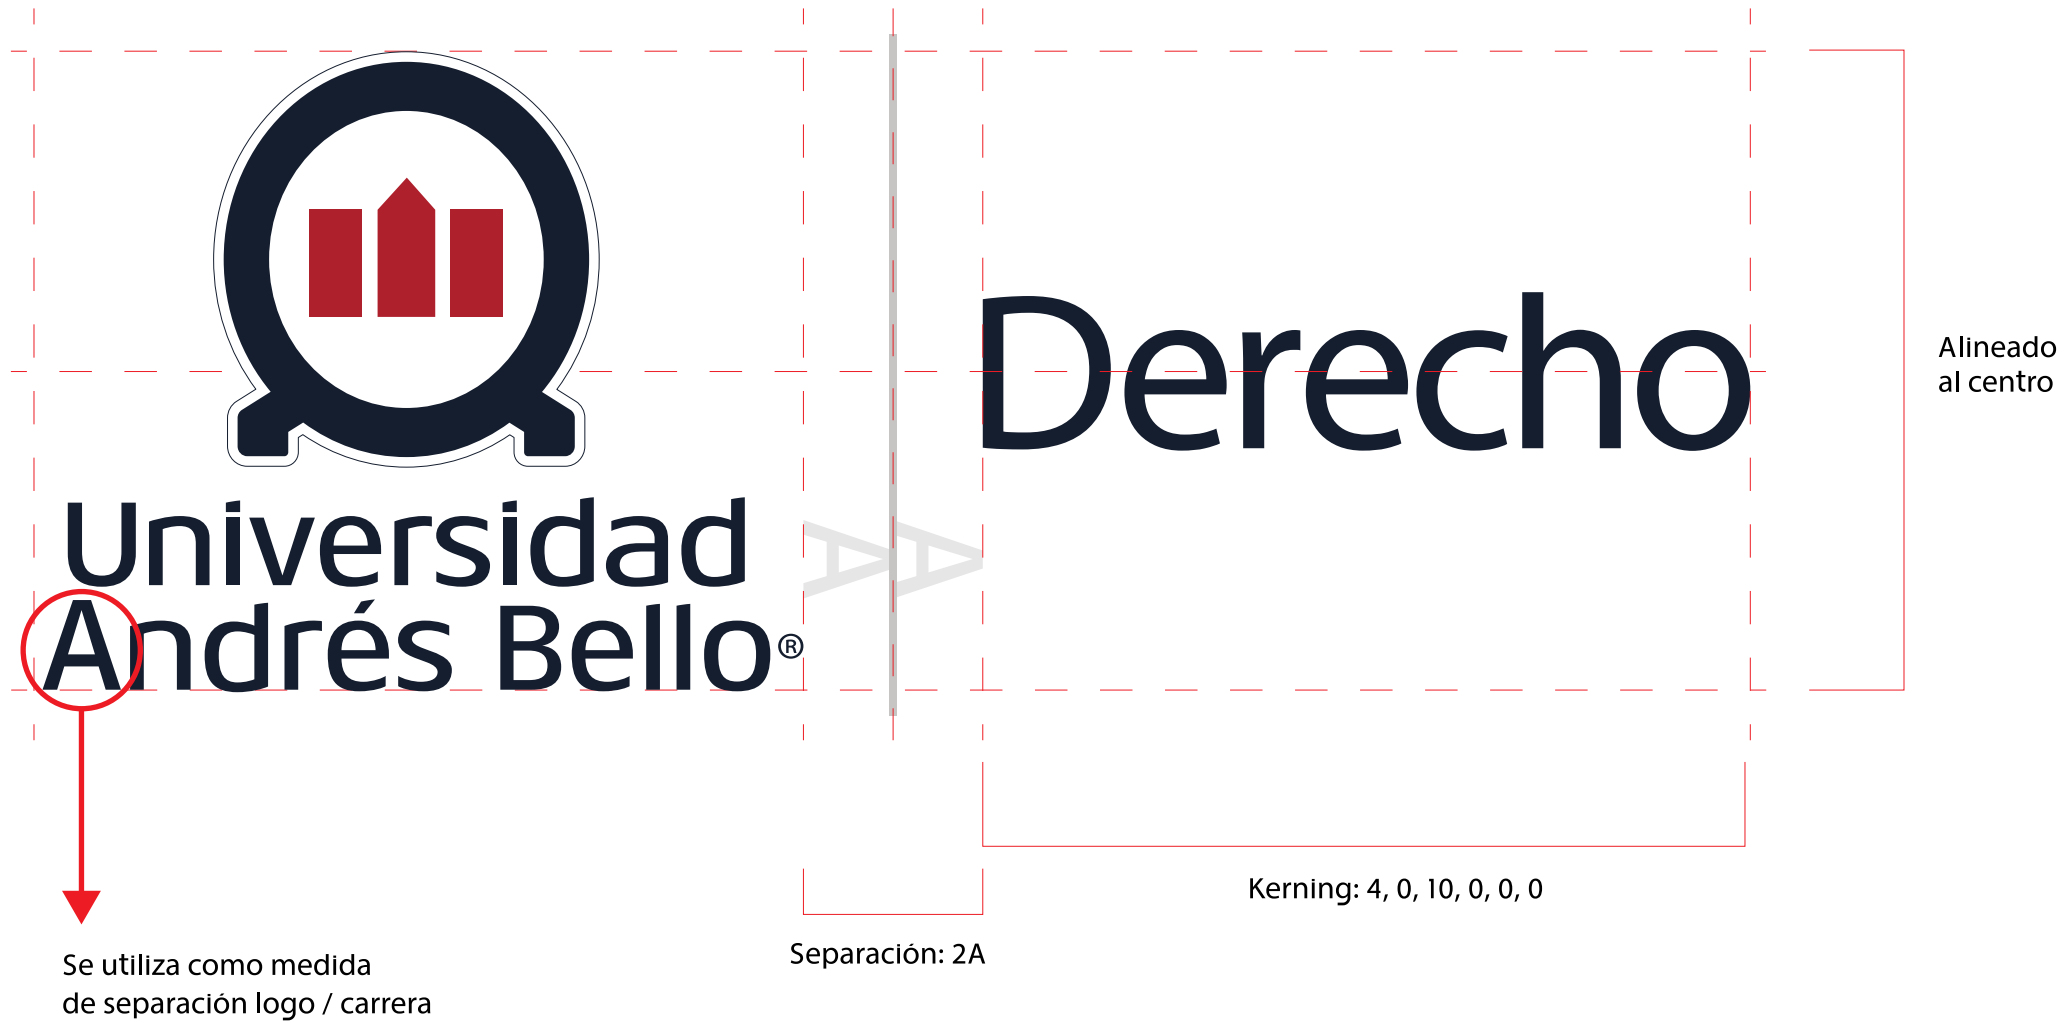 Universidad
Andrés Bello®
Derecho
AA
Alineado
al centro
Kerning: 4, 0, 10, 0, 0, 0
Separación: 2A
Se utiliza como medida
de separación logo / carrera